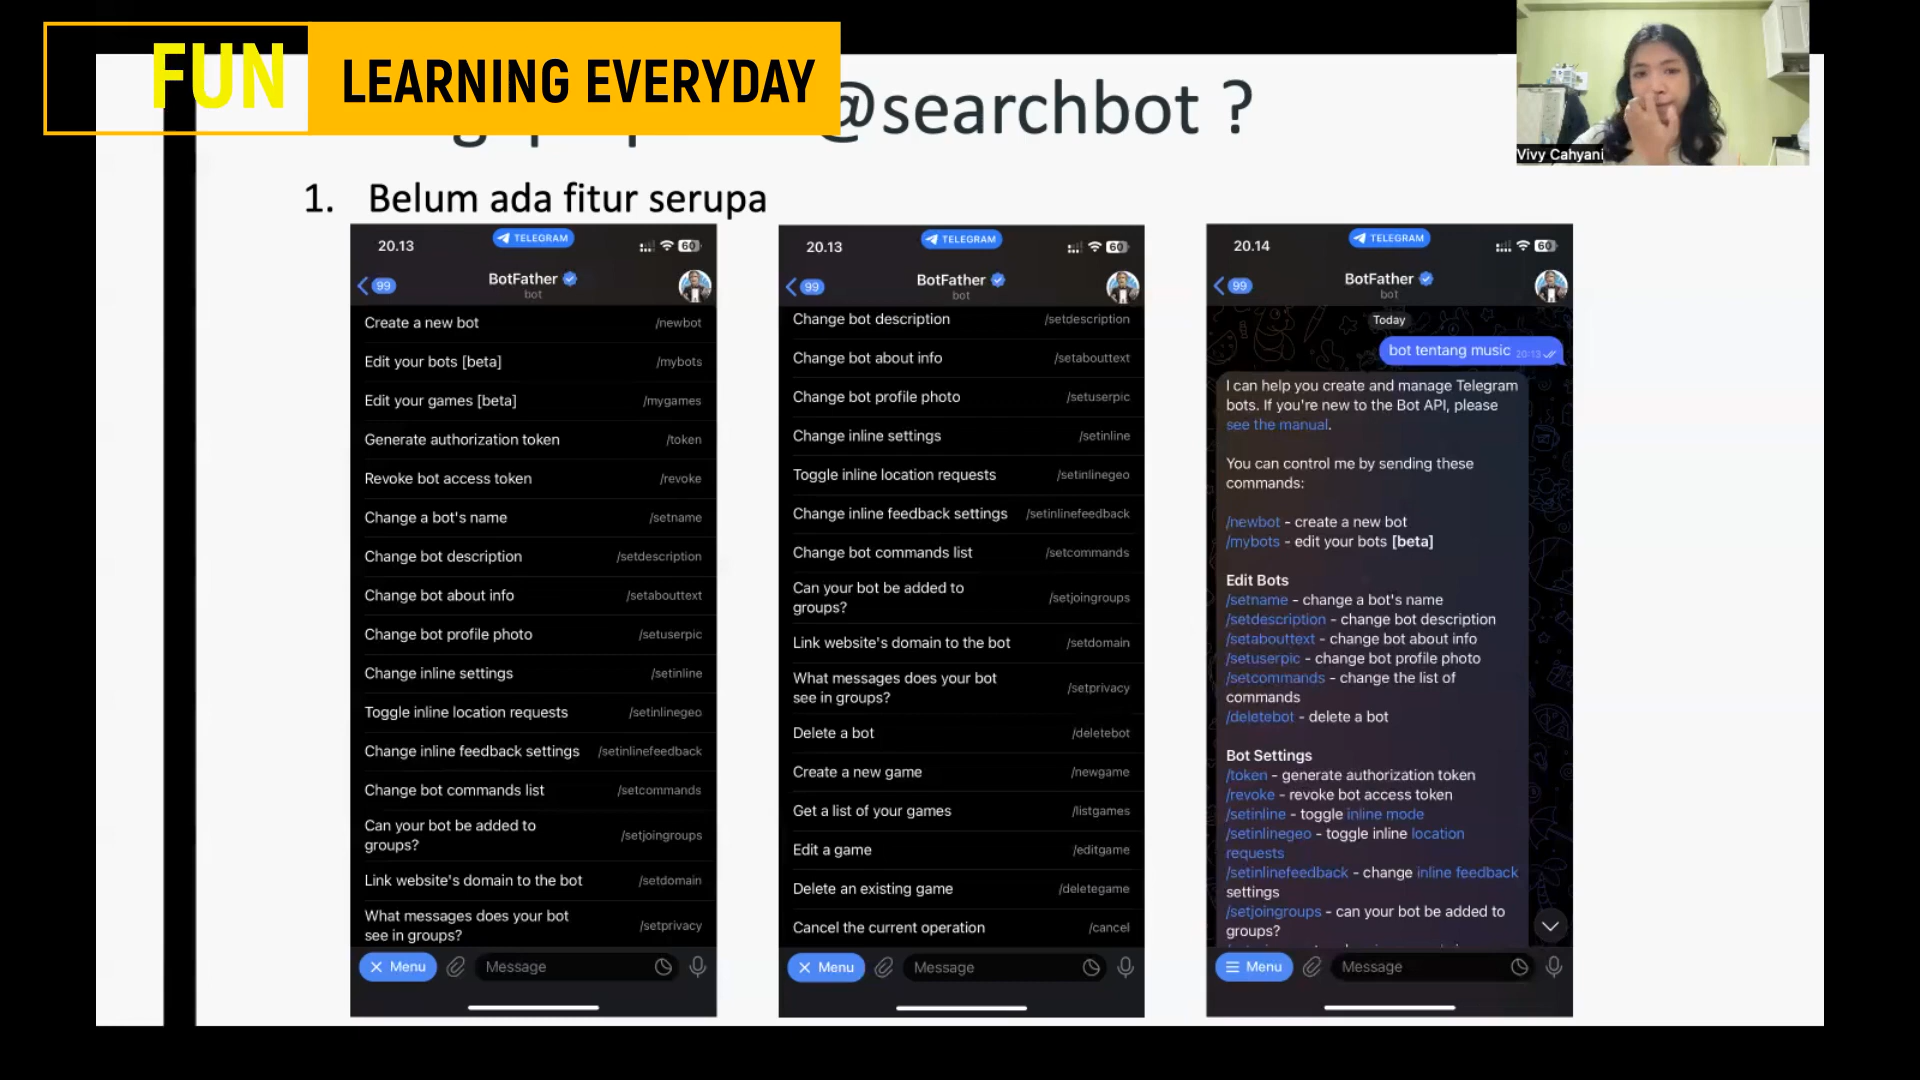 FUN LEARNING EVERYDAY
@searchbot ?
Vivy Cahyani
1. Belum ada fitur serupa
20.13
TELEGRAM
60
99
BotFather
bot
Create a new bot /newbot
Edit your bots [beta] /mybots
Edit your games [beta] /mygames
Generate authorization token /token
Revoke bot access token /revoke
Change a bot's name /setname
Change bot description /setdescription
Change bot about info /setabouttext
Change bot profile photo /setuserpic
Change inline settings /setinline
Toggle inline location requests /setinlinegeo
Change inline feedback settings /setinlinefeedback
Change bot commands list /setcommands
Can your bot be added to
groups? /setjoingroups
Link website's domain to the bot /setdomain
What messages does your bot
see in groups? /setprivacy
Menu
Message
20.13
TELEGRAM
60
99
BotFather
bot
Change bot description /setdescription
Change bot about info /setabouttext
Change bot profile photo /setuserpic
Change inline settings /setinline
Toggle inline location requests /setinlinegeo
Change inline feedback settings /setinlinefeedback
Change bot commands list /setcommands
Can your bot be added to
groups? /setjoingroups
Link website's domain to the bot /setdomain
What messages does your bot
see in groups? /setprivacy
Delete a bot /deletebot
Create a new game /newgame
Get a list of your games /listgames
Edit a game /editgame
Delete an existing game /deletegame
Cancel the current operation /cancel
Menu
Message
20.14
TELEGRAM
60
99
BotFather
bot
Today
bot tentang music 20:13
I can help you create and manage Telegram
bots. If you're new to the Bot API, please
see the manual.
You can control me by sending these
commands:
/newbot - create a new bot
/mybots - edit your bots [beta]
Edit Bots
/setname - change a bot's name
/setdescription - change bot description
/setabouttext - change bot about info
/setuserpic - change bot profile photo
/setcommands - change the list of
commands
/deletebot - delete a bot
Bot Settings
/token - generate authorization token
/revoke - revoke bot access token
/setinline - toggle inline mode
/setinlinegeo - toggle inline location
requests
/setinlinefeedback - change inline feedback
settings
/setjoingroups - can your bot be added to
groups?
Menu
Message